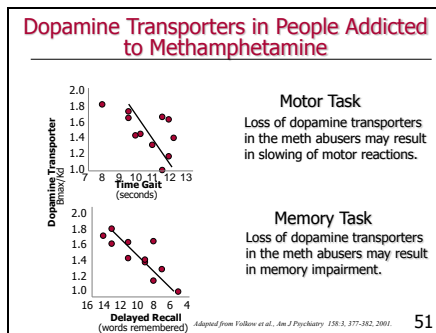 Dopamine Transporters in People Addicted
to Methamphetamine
Dopamine Transporter
Bmax/Kd
2.0
1.8
1.6
1.4
1.2
1.0
7 8 9 10 11 12 13
Time Gait
(seconds)
Motor Task
Loss of dopamine transporters
in the meth abusers may result
in slowing of motor reactions.
2.0
1.8
1.6
1.4
1.2
1.0
16 14 12 10 8 6 4
Delayed Recall
(words remembered)
Memory Task
Loss of dopamine transporters
in the meth abusers may result
in memory impairment.
Adapted from Volkow et al., Am J Psychiatry 158:3, 377-382, 2001.
51